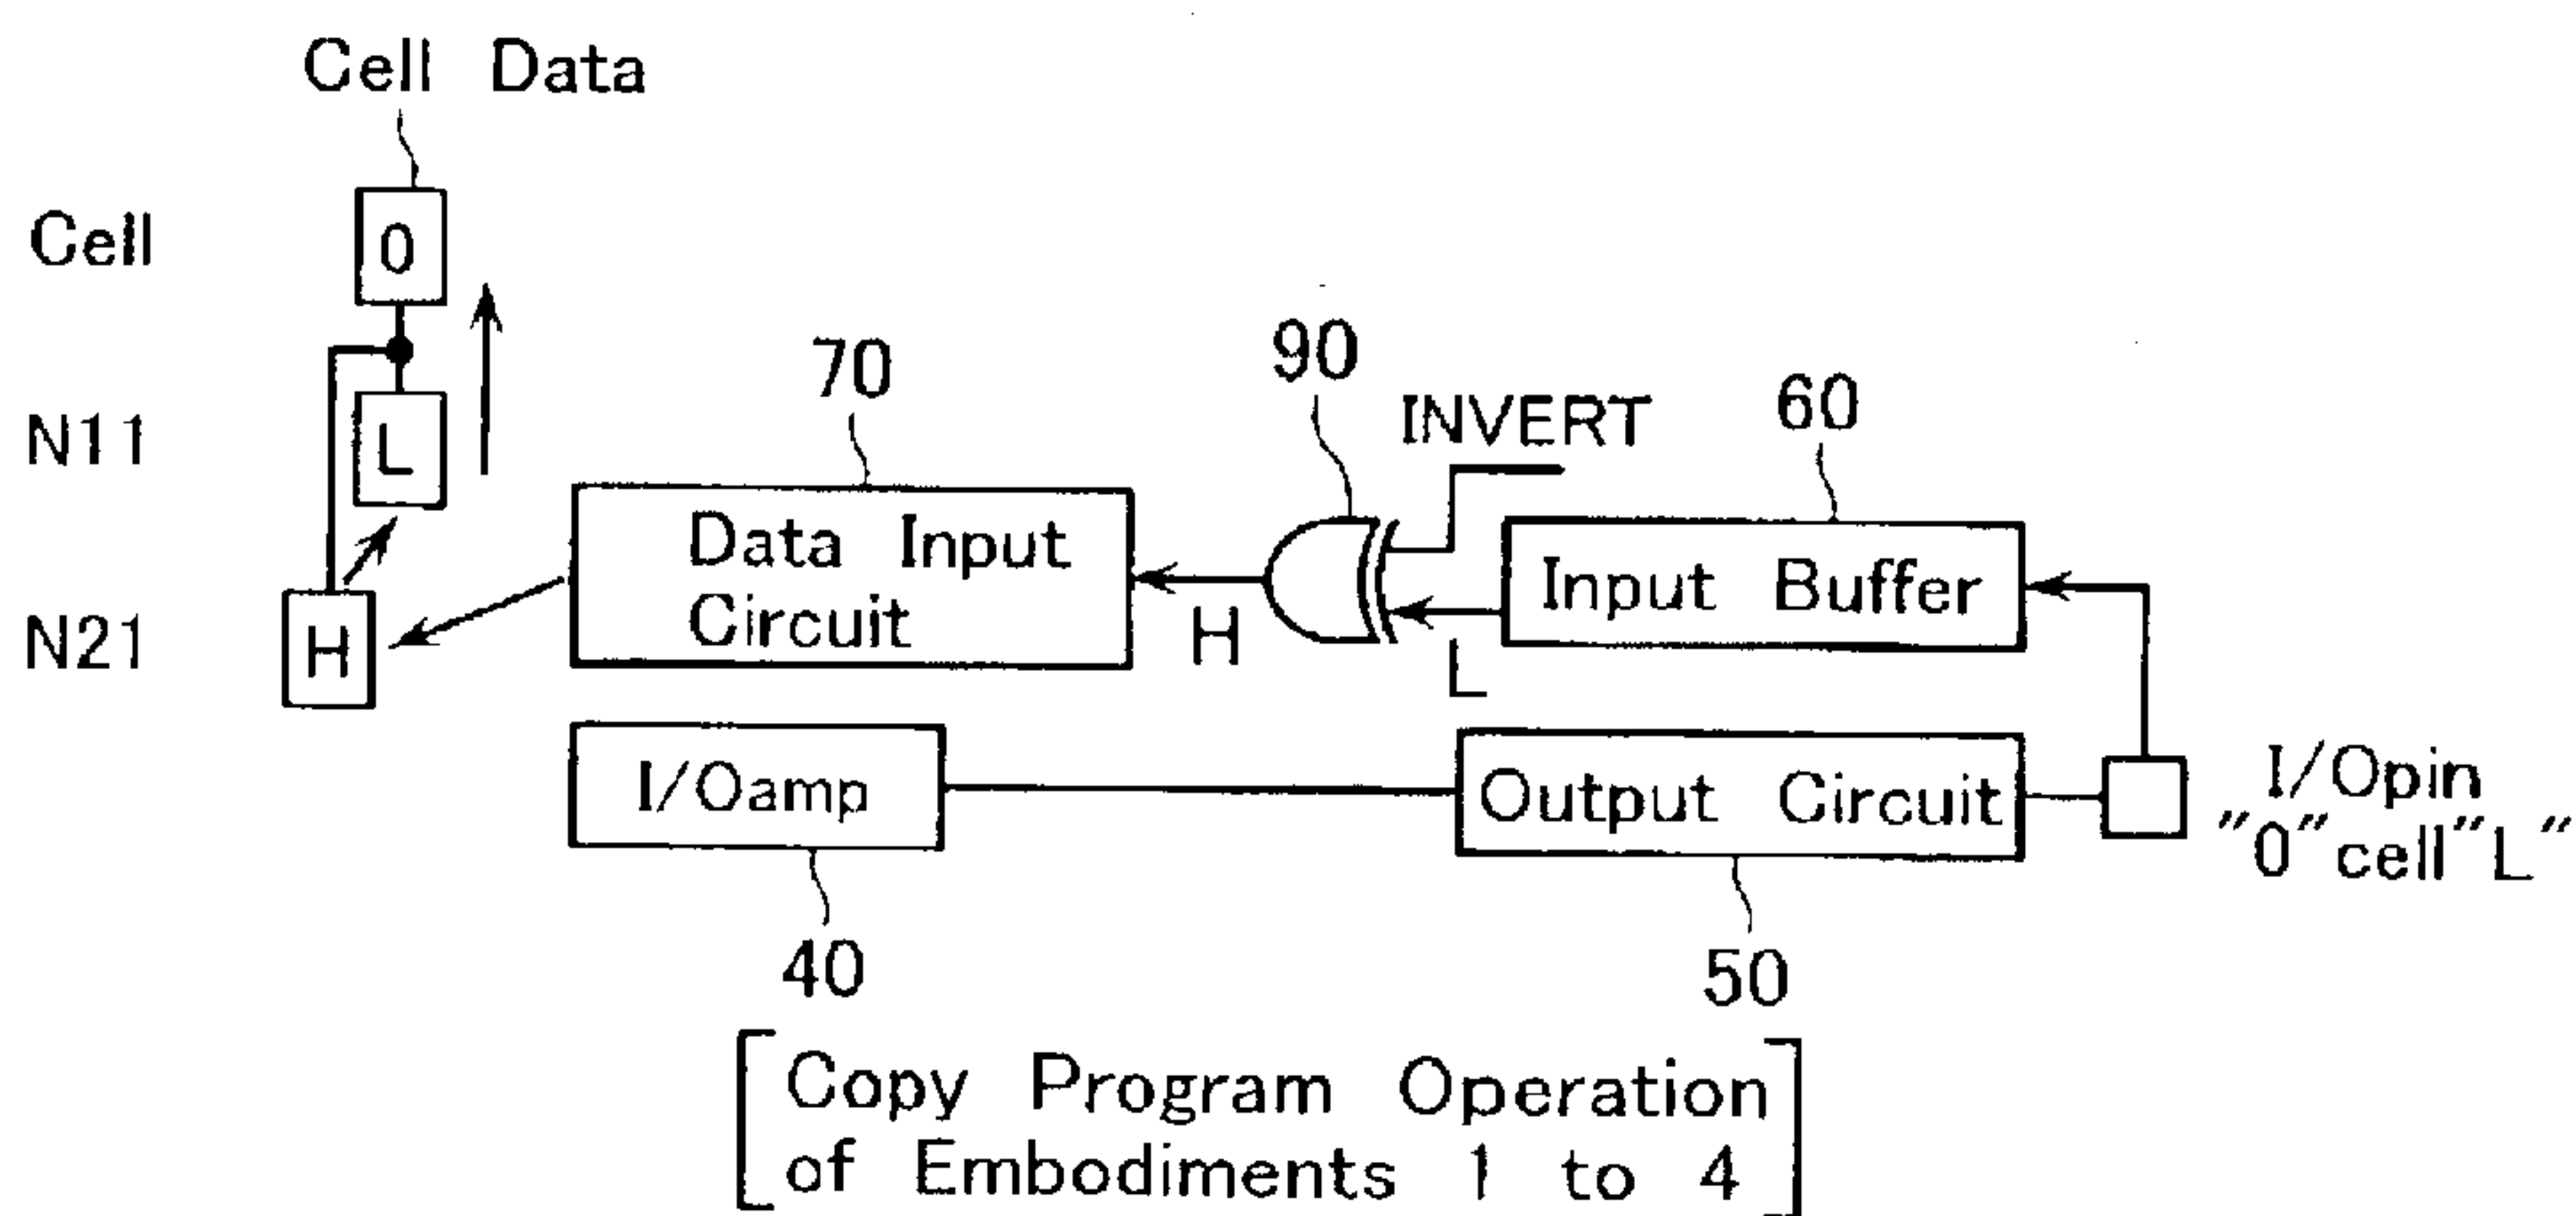 Cell Data
Cell
0
N11
L
N21
H
70
Data Input
Circuit
H
90
INVERT
L
60
Input Buffer
I/Oamp
40
Output Circuit
50
I/Opin
"0"cell"L"
Copy Program Operation
of Embodiments 1 to 4